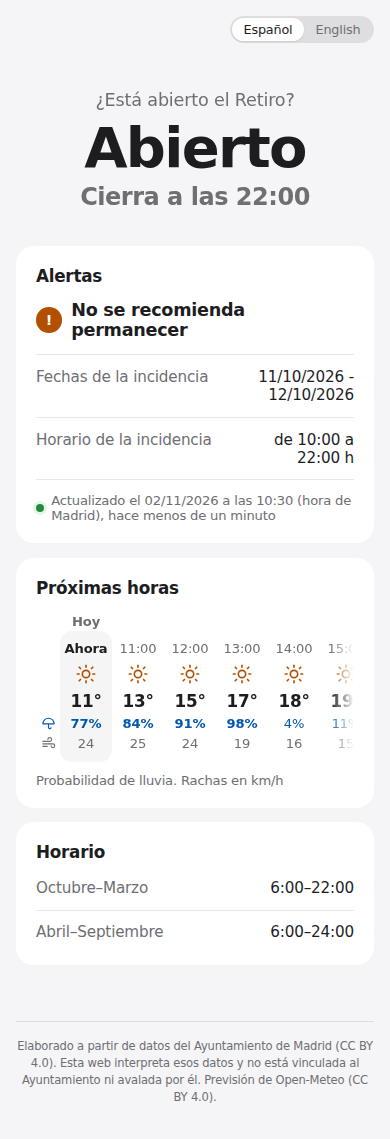 Español English
¿Está abierto el Retiro?
Abierto
Cierra a las 22:00
Alertas
! No se recomienda
permanecer
Fechas de la incidencia 11/10/2026 -
12/10/2026
Horario de la incidencia de 10:00 a
22:00 h
Actualizado el 02/11/2026 a las 10:30 (hora de
Madrid), hace menos de un minuto
Próximas horas
Hoy
Ahora 11:00 12:00 13:00 14:00
11° 13° 15° 17° 18°
77% 84% 91% 98% 4%
24 25 24 19 16
Probabilidad de lluvia. Rachas en km/h
Horario
Octubre–Marzo 6:00–22:00
Abril–Septiembre 6:00–24:00
Elaborado a partir de datos del Ayuntamiento de Madrid (CC BY
4.0). Esta web interpreta esos datos y no está vinculada al
Ayuntamiento ni avalada por él. Previsión de Open-Meteo (CC
BY 4.0).